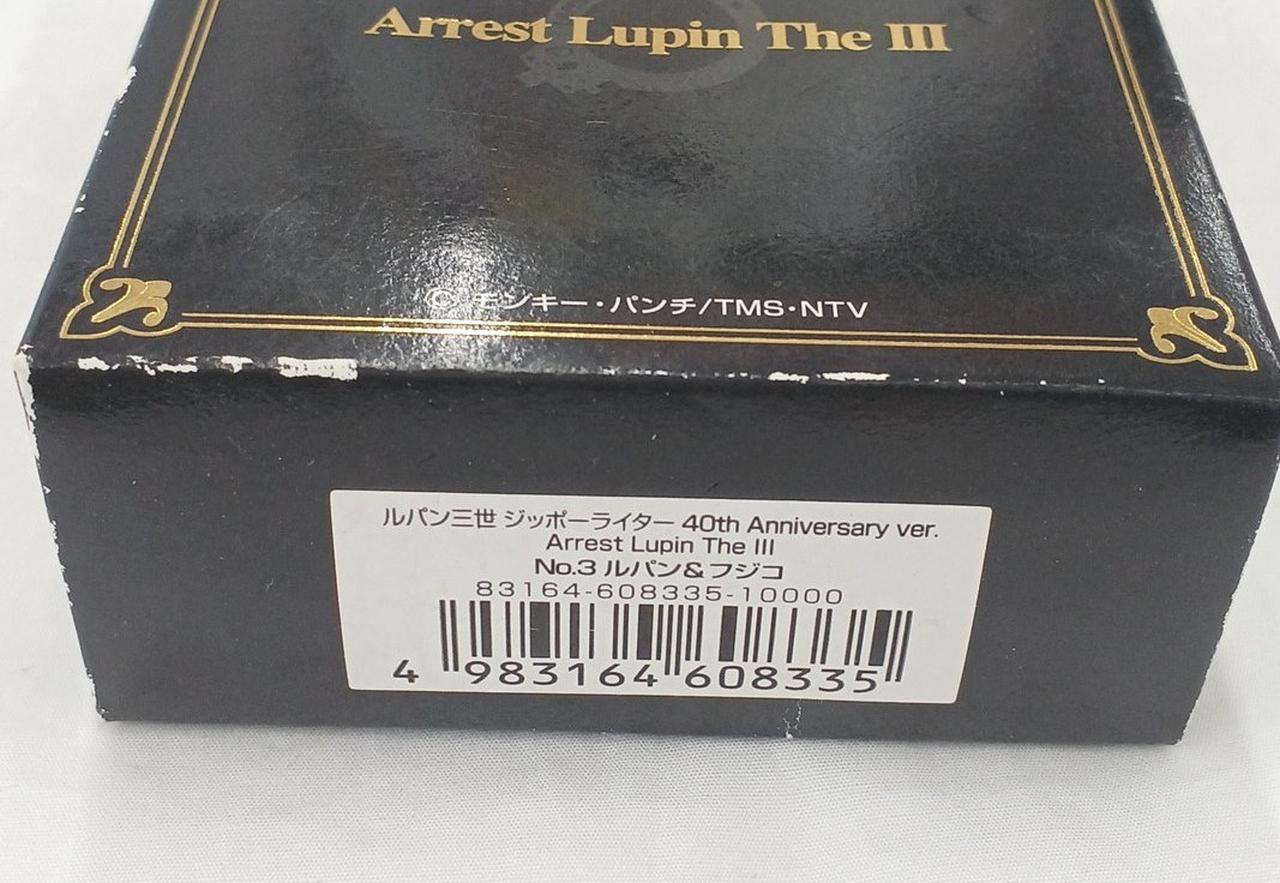 Arrest Lupin The III
© モンキー・パンチ/TMS・NTV
ルパン三世 ジッポーライター 40th Anniversary ver.
Arrest Lupin The III
No.3 ルパン&フジコ
83164-608335-10000
4 983164 608335